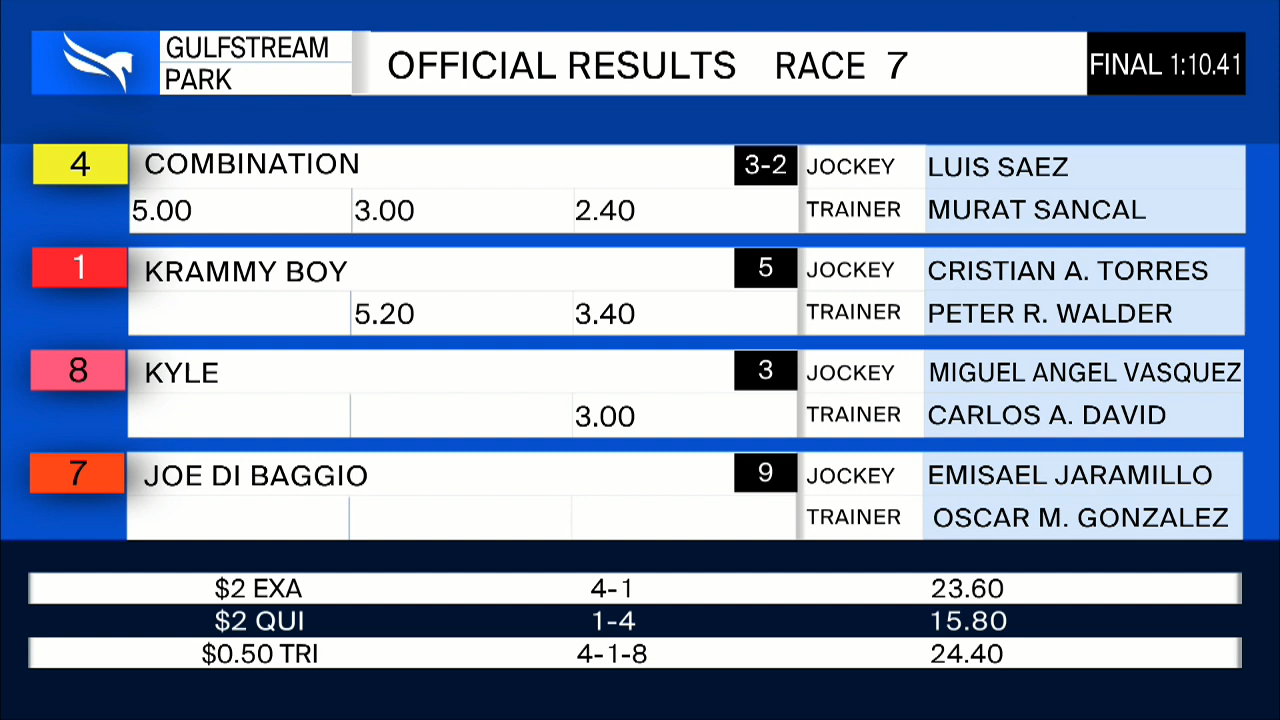 GULFSTREAM PARK
OFFICIAL RESULTS RACE 7
FINAL 1:10.41
4 COMBINATION 3-2 JOCKEY LUIS SAEZ
5.00 3.00 2.40 TRAINER MURAT SANCAL
1 KRAMMY BOY 5 JOCKEY CRISTIAN A. TORRES
5.20 3.40 TRAINER PETER R. WALDER
8 KYLE 3 JOCKEY MIGUEL ANGEL VASQUEZ
3.00 TRAINER CARLOS A. DAVID
7 JOE DI BAGGIO 9 JOCKEY EMISAEL JARAMILLO
TRAINER OSCAR M. GONZALEZ
$2 EXA 4-1 23.60
$2 QUI 1-4 15.80
$0.50 TRI 4-1-8 24.40